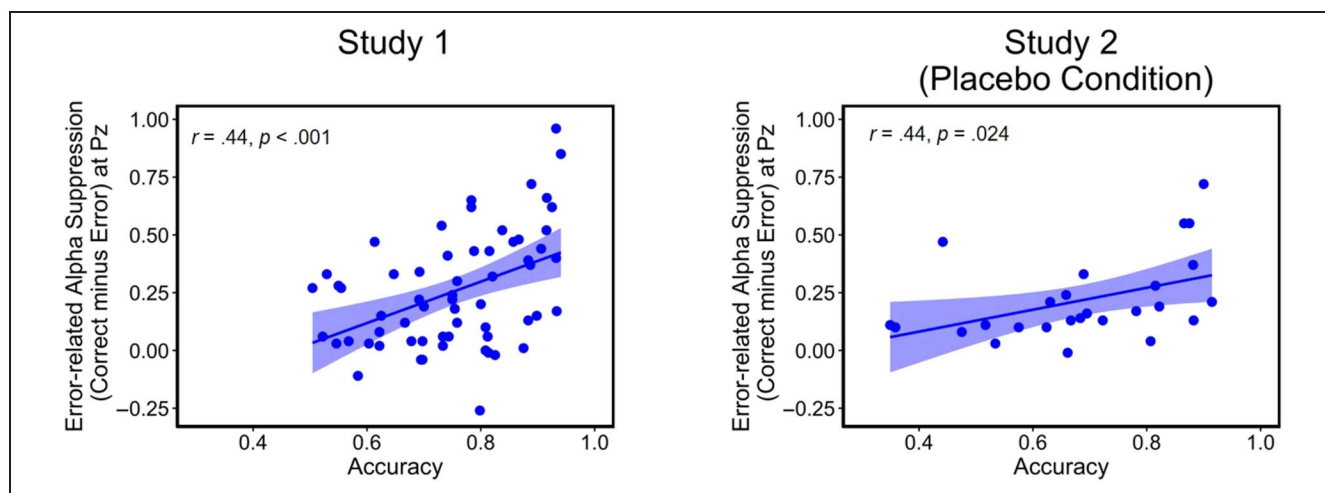 Study 1
Error-related Alpha Suppression
(Correct minus Error) at Pz
1.00
0.75
0.50
0.25
0.00
−0.25
r = .44, p < .001
0.4 0.6 0.8 1.0
Accuracy
Study 2
(Placebo Condition)
Error-related Alpha Suppression
(Correct minus Error) at Pz
1.00
0.75
0.50
0.25
0.00
−0.25
r = .44, p = .024
0.4 0.6 0.8 1.0
Accuracy